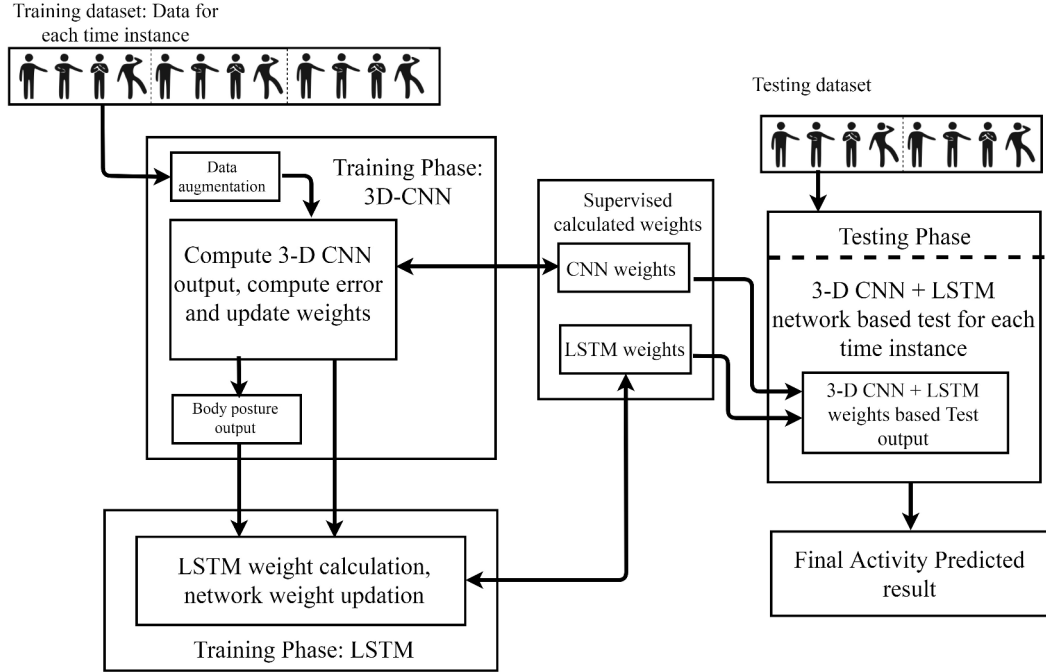 Training dataset: Data for
each time instance
Testing dataset
Data
augmentation
Training Phase:
3D-CNN
Compute 3-D CNN
output, compute error
and update weights
Body posture
output
LSTM weight calculation,
network weight updation
Training Phase: LSTM
Supervised
calculated weights
CNN weights
LSTM weights
Testing Phase
3-D CNN + LSTM
network based test for each
time instance
3-D CNN + LSTM
weights based Test
output
Final Activity Predicted
result